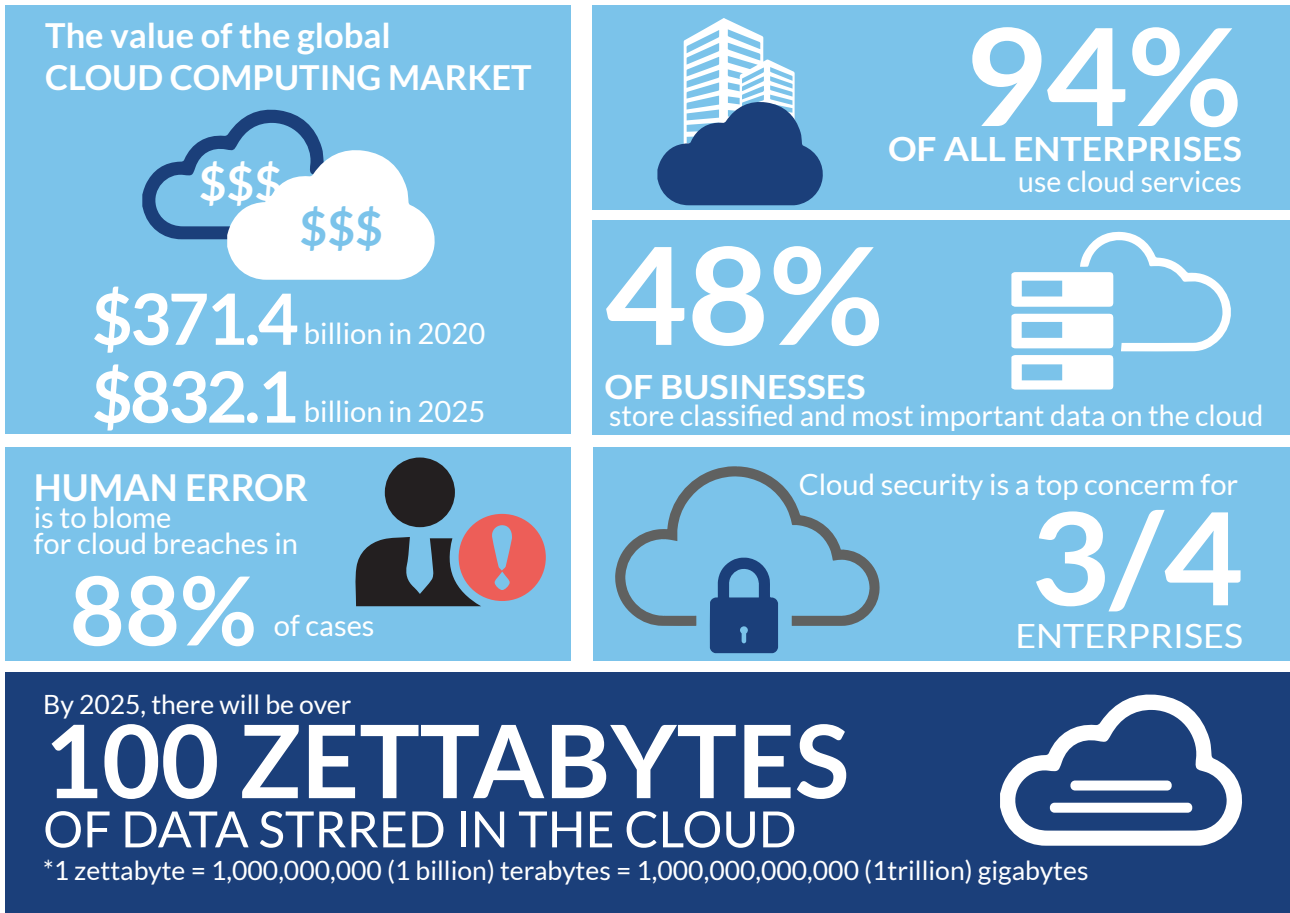 The value of the global
CLOUD COMPUTING MARKET
$$$
$$$
$371.4 billion in 2020
$832.1 billion in 2025
94%
OF ALL ENTERPRISES
use cloud services
48%
OF BUSINESSES
store classified and most important data on the cloud
HUMAN ERROR
is to blome
for cloud breaches in
88% of cases
Cloud security is a top concerm for
3/4
ENTERPRISES
By 2025, there will be over
100 ZETTABYTES
OF DATA STRRED IN THE CLOUD
*1 zettabyte = 1,000,000,000 (1 billion) terabytes = 1,000,000,000,000 (1trillion) gigabytes